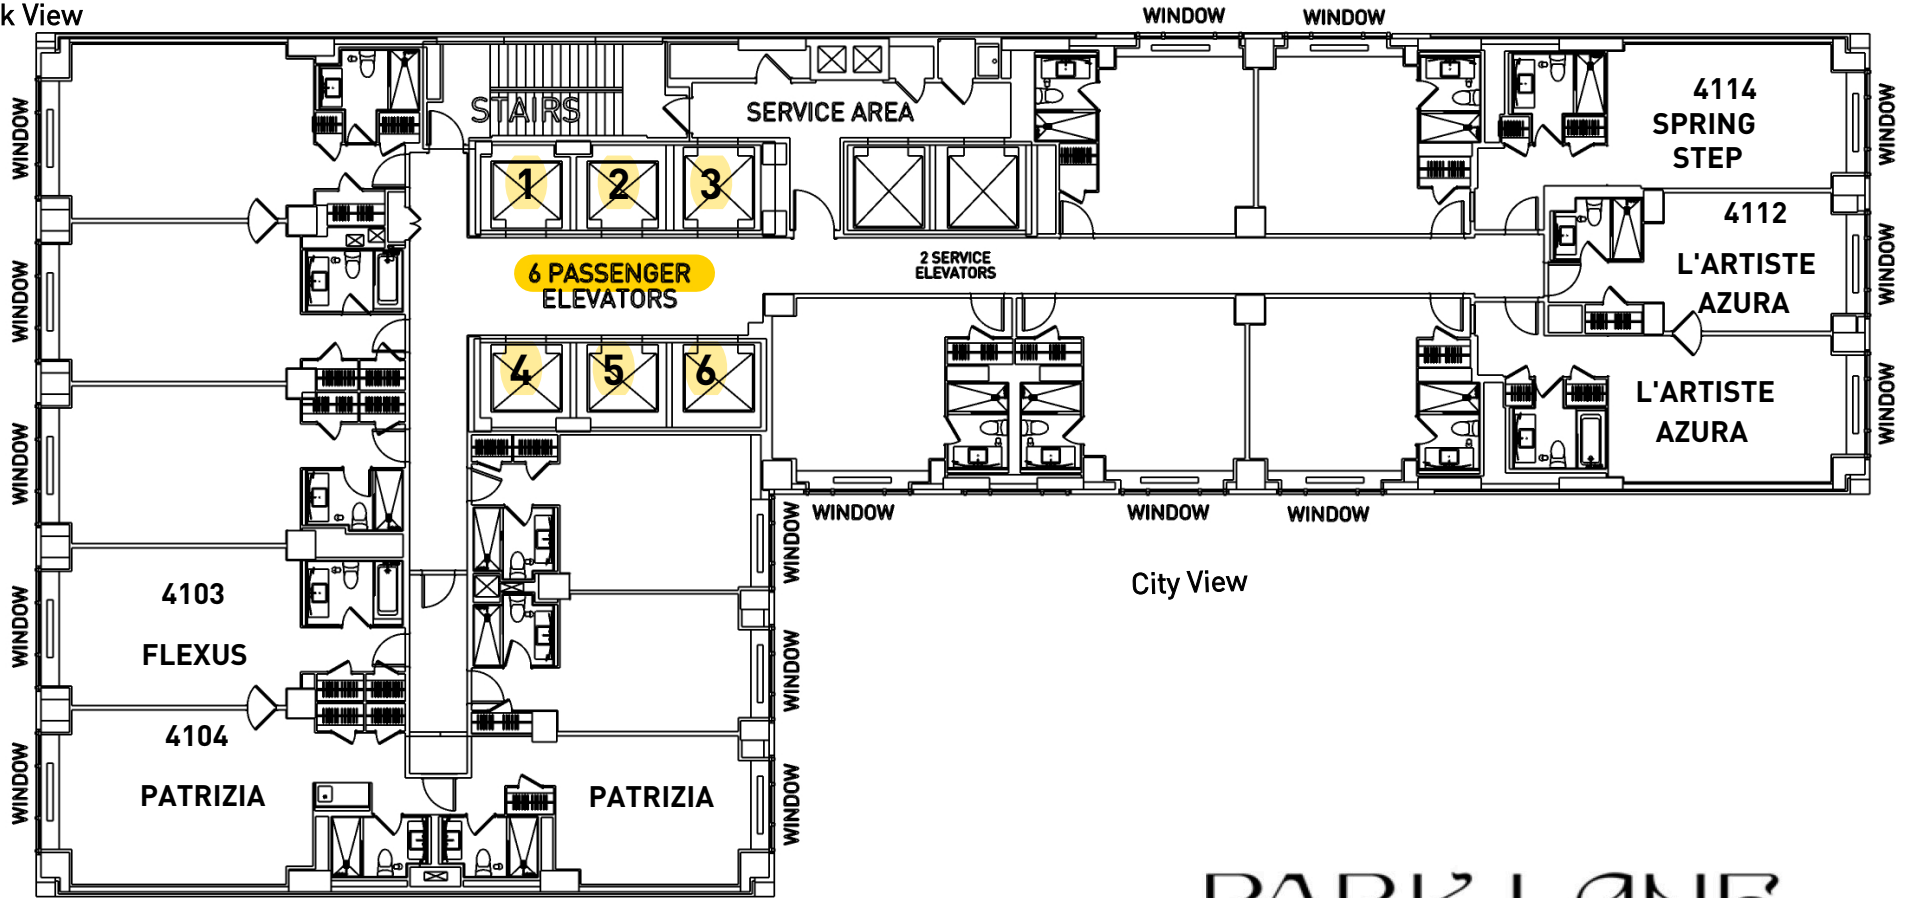 k View
WINDOW
WINDOW
STAIRS
SERVICE AREA
4114
SPRING
STEP
WINDOW
WINDOW
1
2
3
4112
L'ARTISTE
AZURA
WINDOW
WINDOW
2 SERVICE
ELEVATORS
6 PASSENGER
ELEVATORS
4
5
6
L'ARTISTE
AZURA
WINDOW
WINDOW
WINDOW
WINDOW
WINDOW
WINDOW
City View
4103
FLEXUS
WINDOW
WINDOW
4104
PATRIZIA
PATRIZIA
WINDOW
WINDOW
PARK LANE